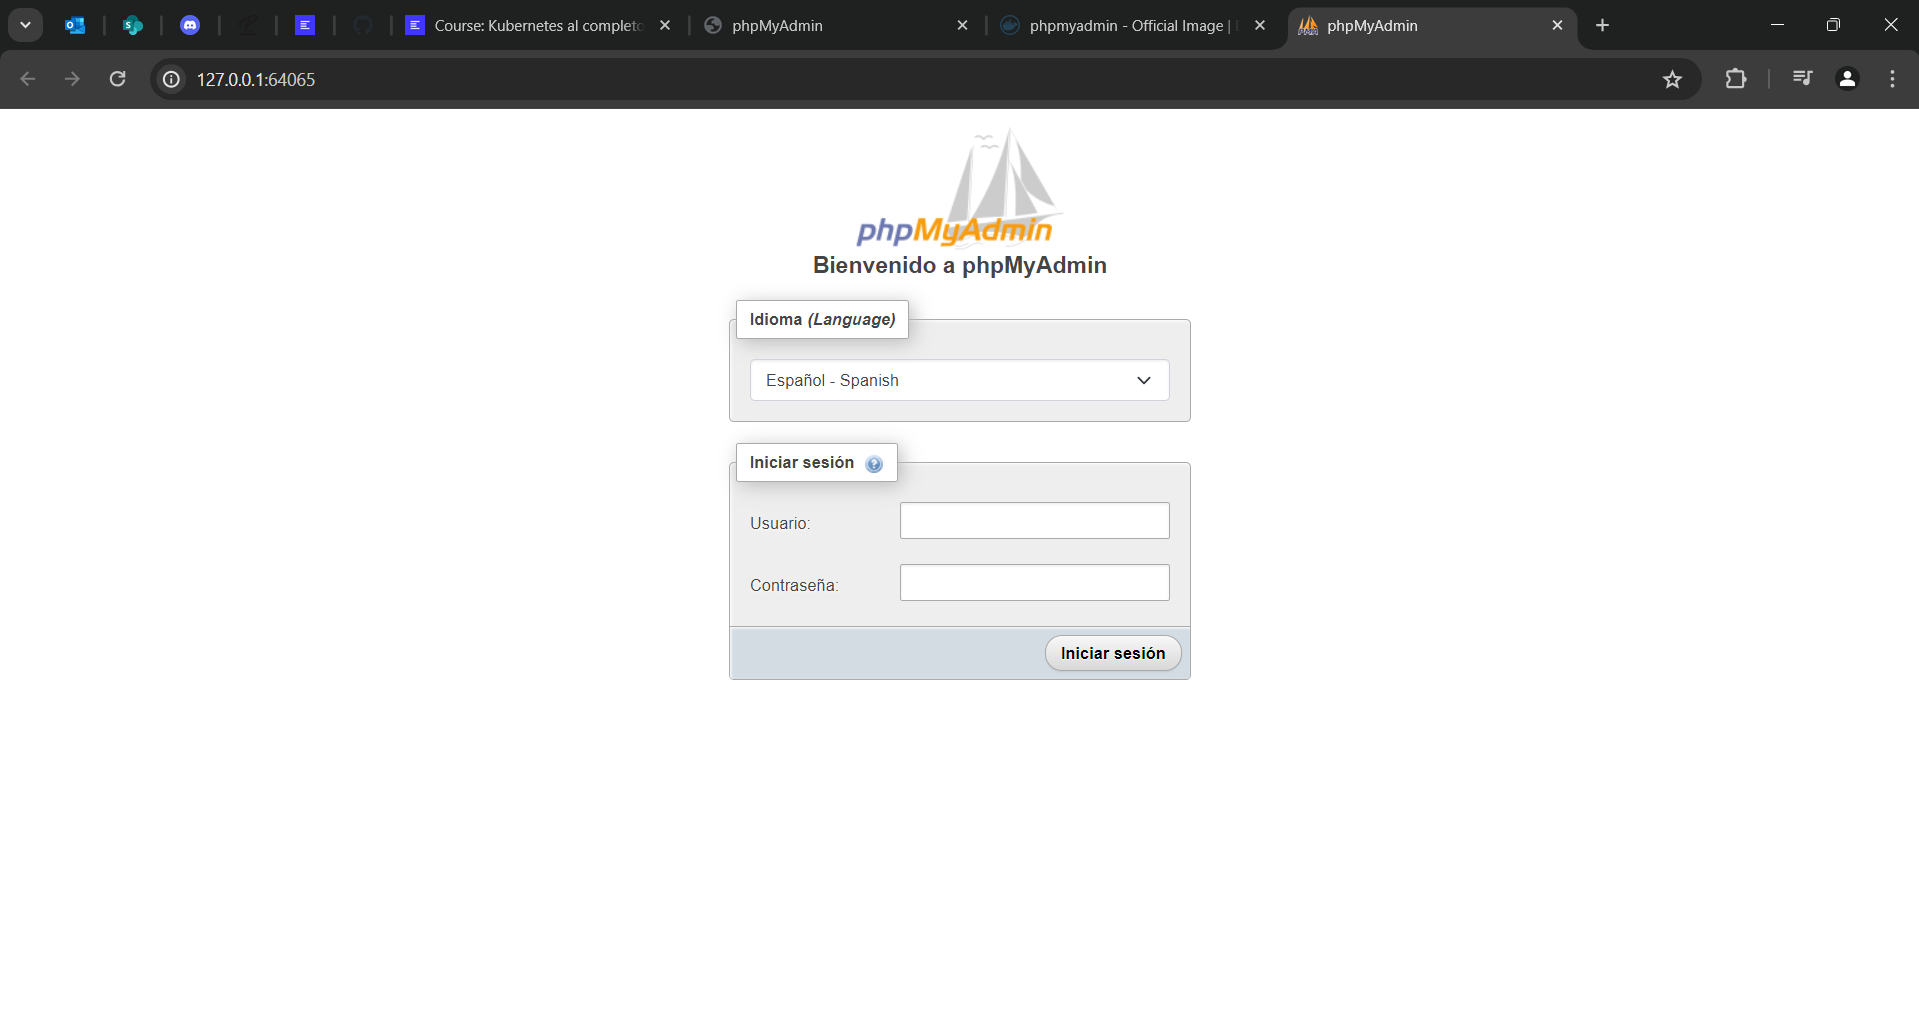 Course: Kubernetes al completo
phpMyAdmin
phpmyadmin - Official Image |
phpMyAdmin
127.0.0.1:64065
phpMyAdmin
Bienvenido a phpMyAdmin
Idioma (Language)
Español - Spanish
Iniciar sesión
Usuario:
Contraseña:
Iniciar sesión